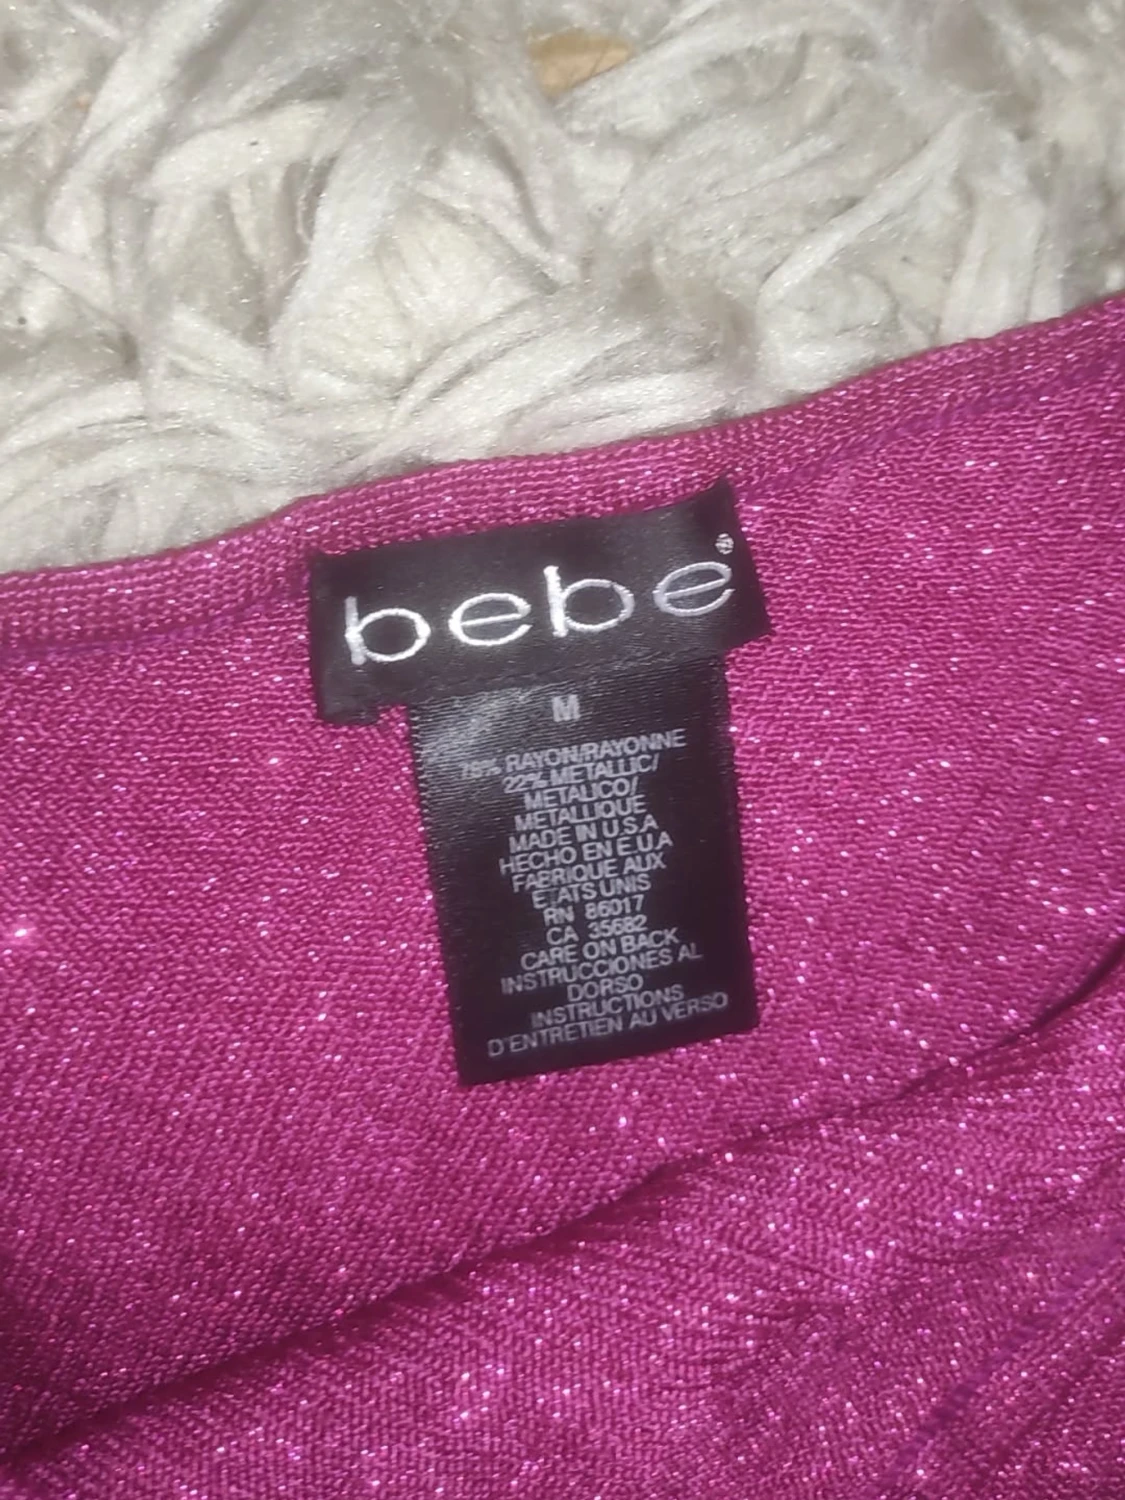 bebe®
M
78% RAYON/RAYONNE
22% METALLIC/
METALICO/
METALLIQUE
MADE IN U.S.A
HECHO EN E.U.A
FABRIQUE AUX
ETATS UNIS
RN 86017
CA 35682
CARE ON BACK
INSTRUCCIONES AL
DORSO
INSTRUCTIONS
D'ENTRETIEN AU VERSO